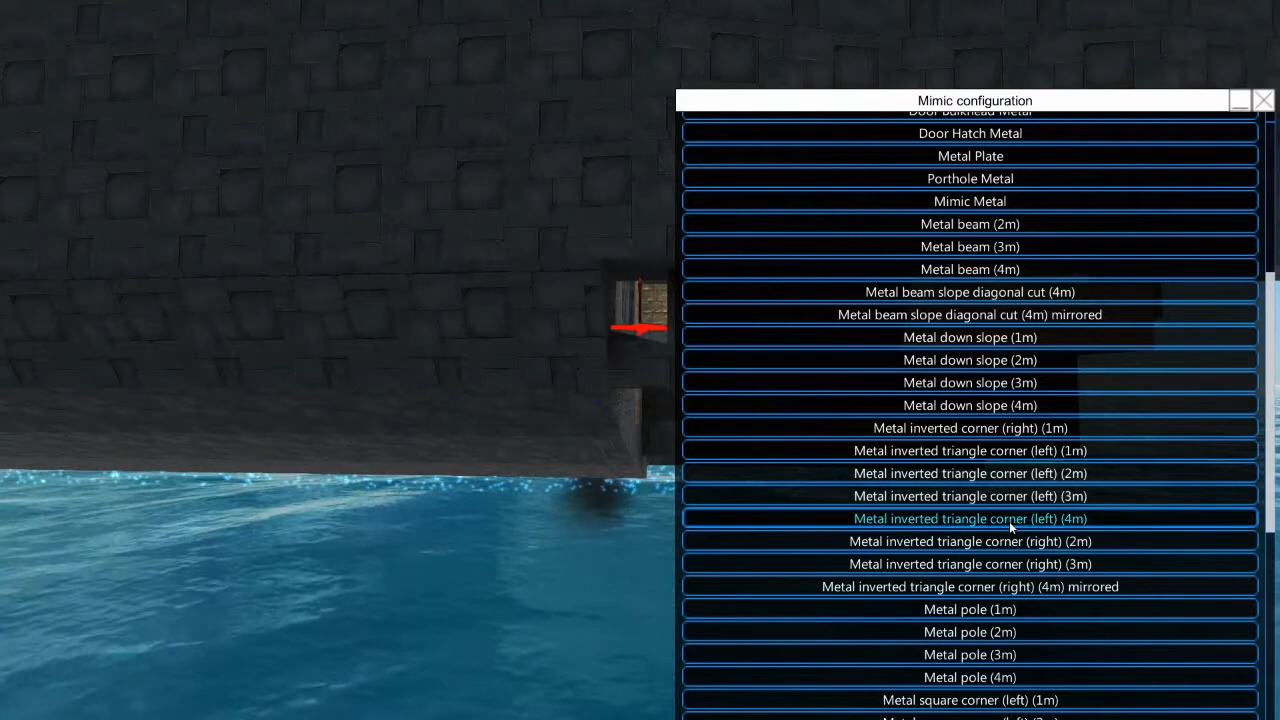 Mimic configuration
Door Bulkhead Metal
Door Hatch Metal
Metal Plate
Porthole Metal
Mimic Metal
Metal beam (2m)
Metal beam (3m)
Metal beam (4m)
Metal beam slope diagonal cut (4m)
Metal beam slope diagonal cut (4m) mirrored
Metal down slope (1m)
Metal down slope (2m)
Metal down slope (3m)
Metal down slope (4m)
Metal inverted corner (right) (1m)
Metal inverted triangle corner (left) (1m)
Metal inverted triangle corner (left) (2m)
Metal inverted triangle corner (left) (3m)
Metal inverted triangle corner (left) (4m)
Metal inverted triangle corner (right) (2m)
Metal inverted triangle corner (right) (3m)
Metal inverted triangle corner (right) (4m) mirrored
Metal pole (1m)
Metal pole (2m)
Metal pole (3m)
Metal pole (4m)
Metal square corner (left) (1m)